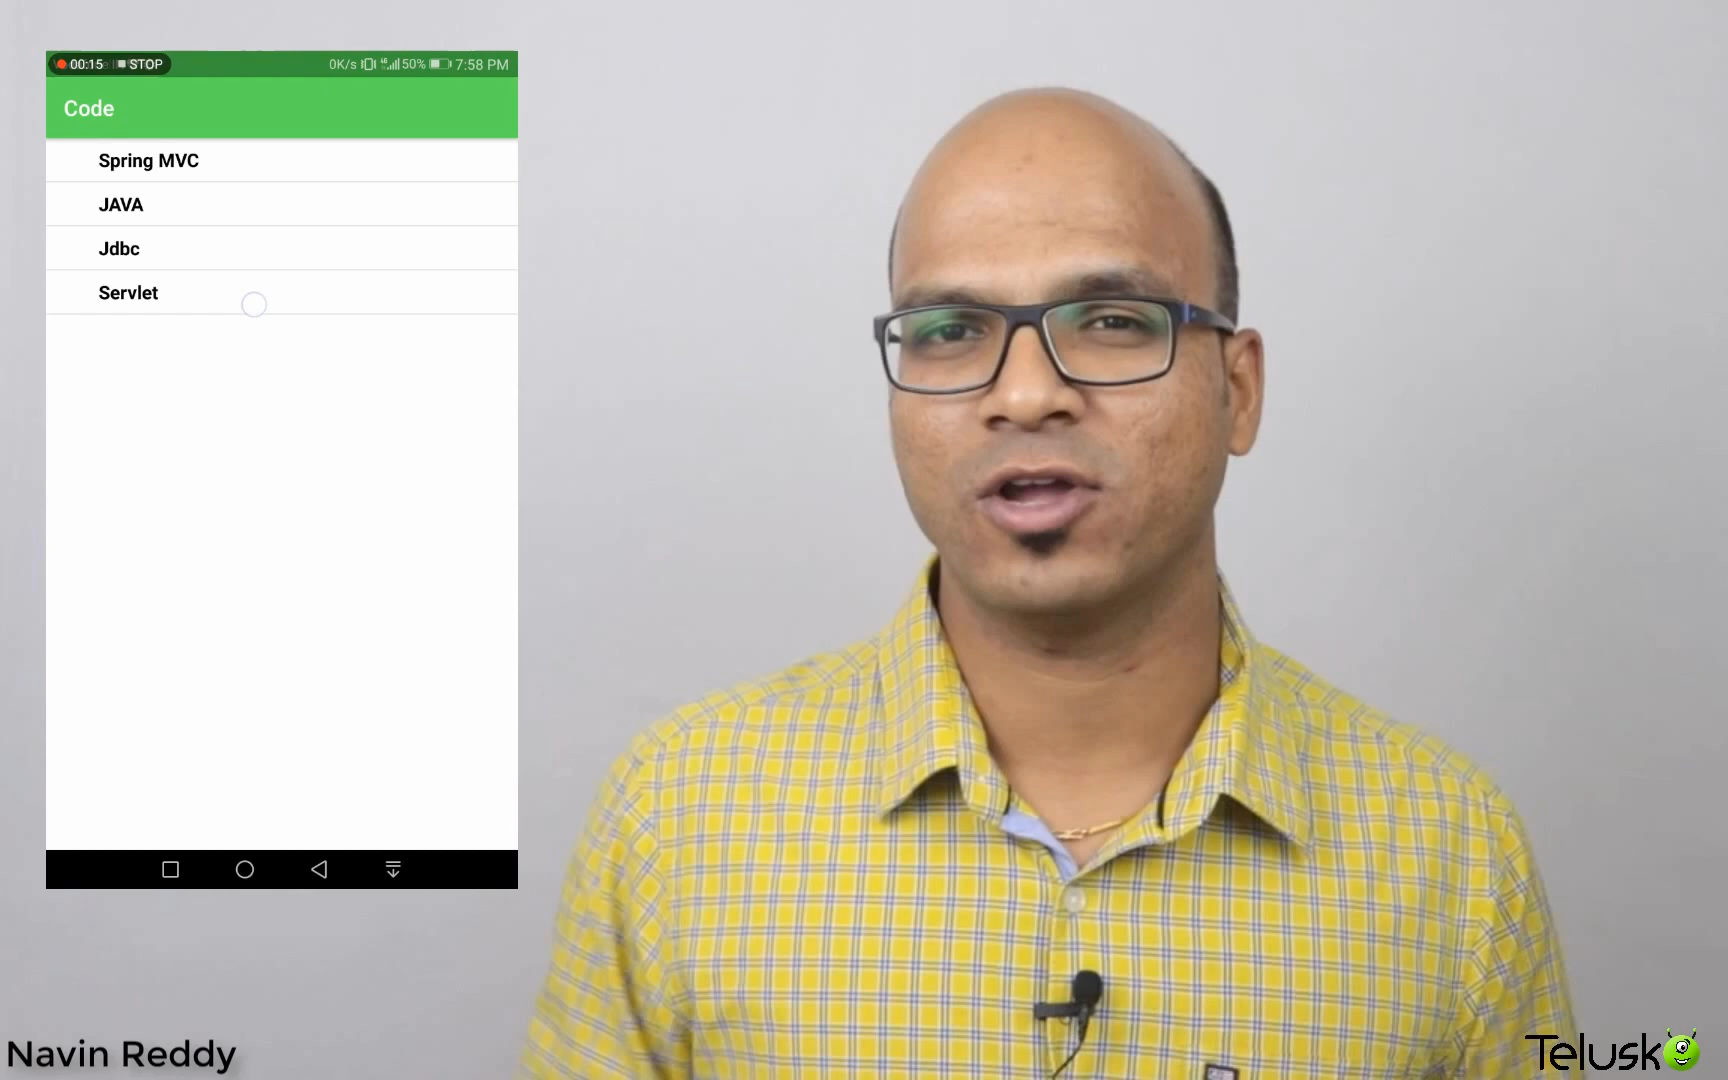 00:15 STOP 0K/s 50% 7:58 PM
Code
Spring MVC
JAVA
Jdbc
Servlet
Navin Reddy
Telusko